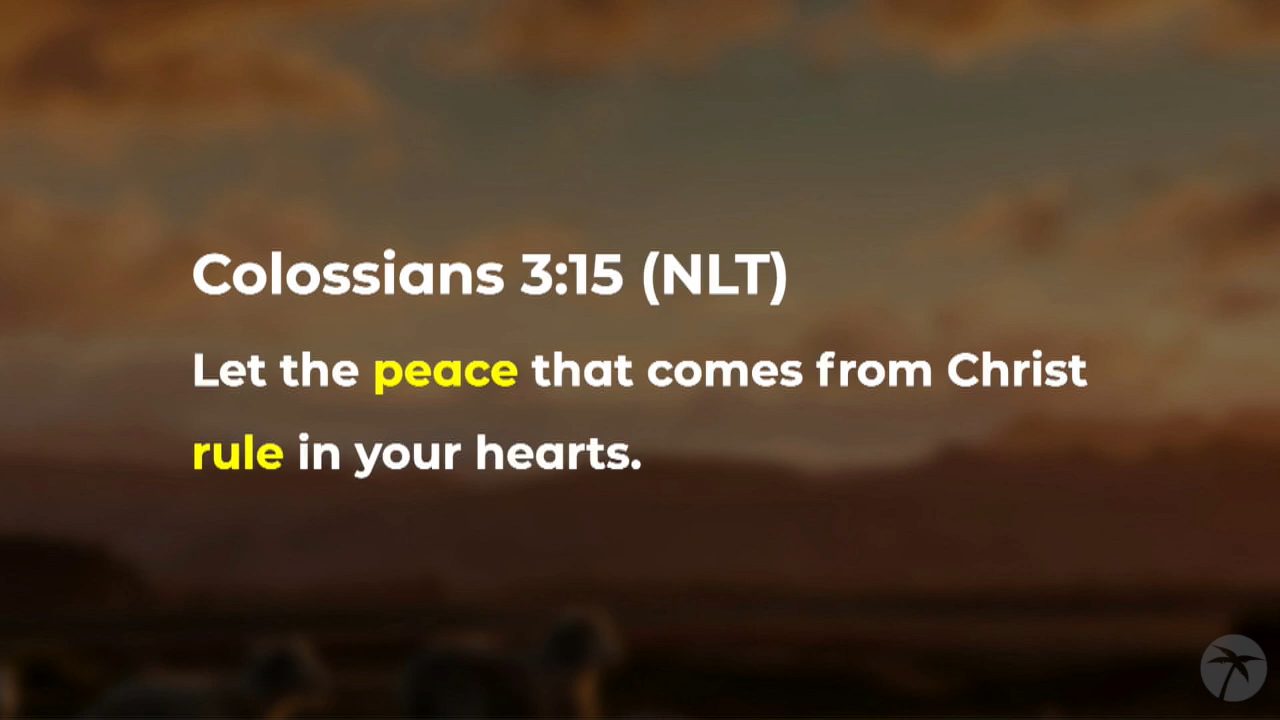 Colossians 3:15 (NLT)
Let the peace that comes from Christ
rule in your hearts.